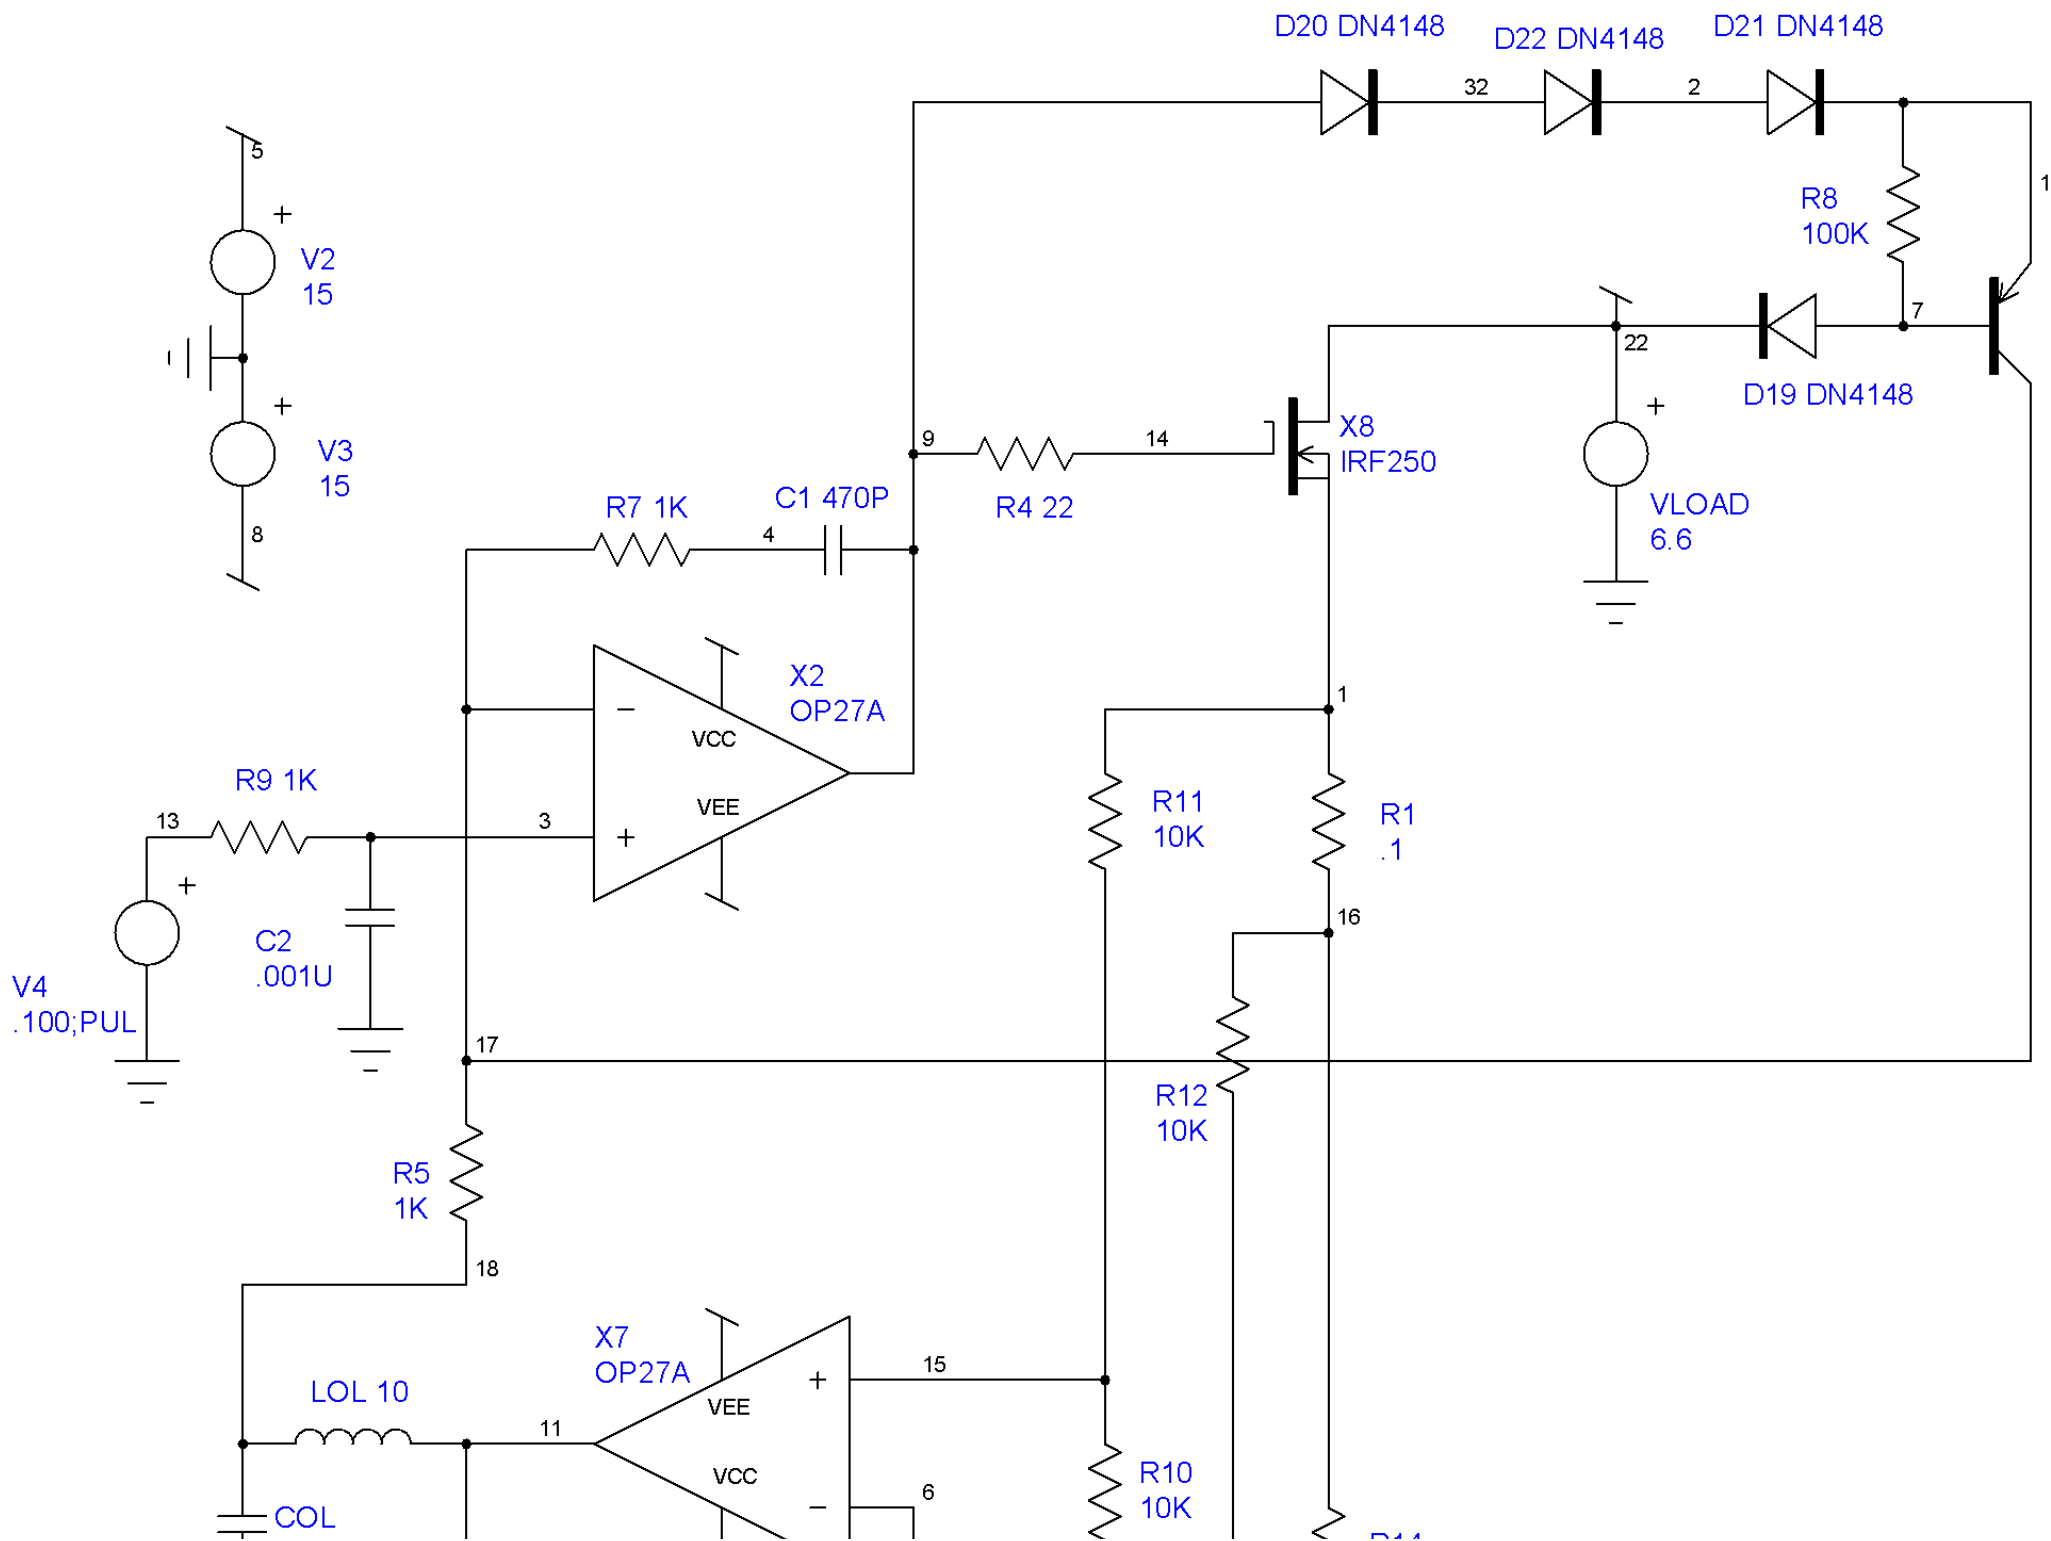 D20 DN4148
D22 DN4148
D21 DN4148
32
2
5
+
V2
15
R8
100K
1
7
22
D19 DN4148
+
V3
15
8
9
14
R4 22
X8
IRF250
+
VLOAD
6.6
R7 1K
4
C1 470P
X2
OP27A
−
VCC
VEE
+
1
R9 1K
13
3
+
V4
.100;PUL
C2
.001U
R11
10K
R1
.1
16
17
R12
10K
R5
1K
18
X7
OP27A
VEE
+
15
LOL 10
11
VCC
−
6
R10
10K
COL